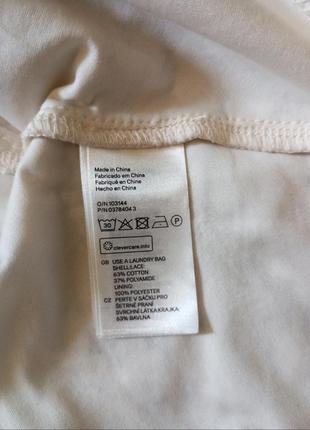 Made in China
Fabricado em China
Fabriqué en Chine
Hecho en China
O/N 103144
P/N 0378404 3
30 P
clevercare.info
GB USE A LAUNDRY BAG
SHELL:LACE:
63% COTTON
37% POLYAMIDE
LINING:
100% POLYESTER
CZ PERTE V SÁČKU PRO
ŠETRNÉ PRANÍ
SVRCHNÍ LÁTKA:KRAJKA:
63% BAVLNA